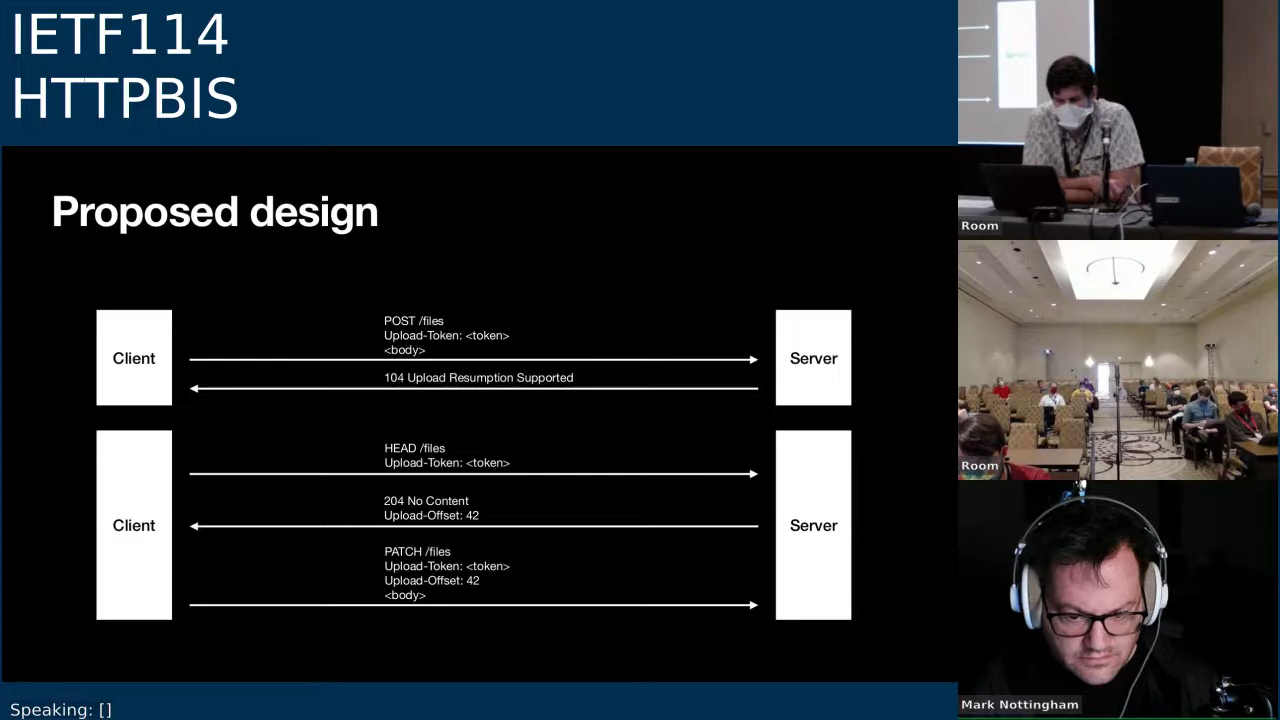 IETF114
HTTPBIS
Proposed design
Client
POST /files
Upload-Token: <token>
<body>
104 Upload Resumption Supported
Server
Client
HEAD /files
Upload-Token: <token>
204 No Content
Upload-Offset: 42
PATCH /files
Upload-Token: <token>
Upload-Offset: 42
<body>
Server
Speaking: []
Room
Room
Mark Nottingham